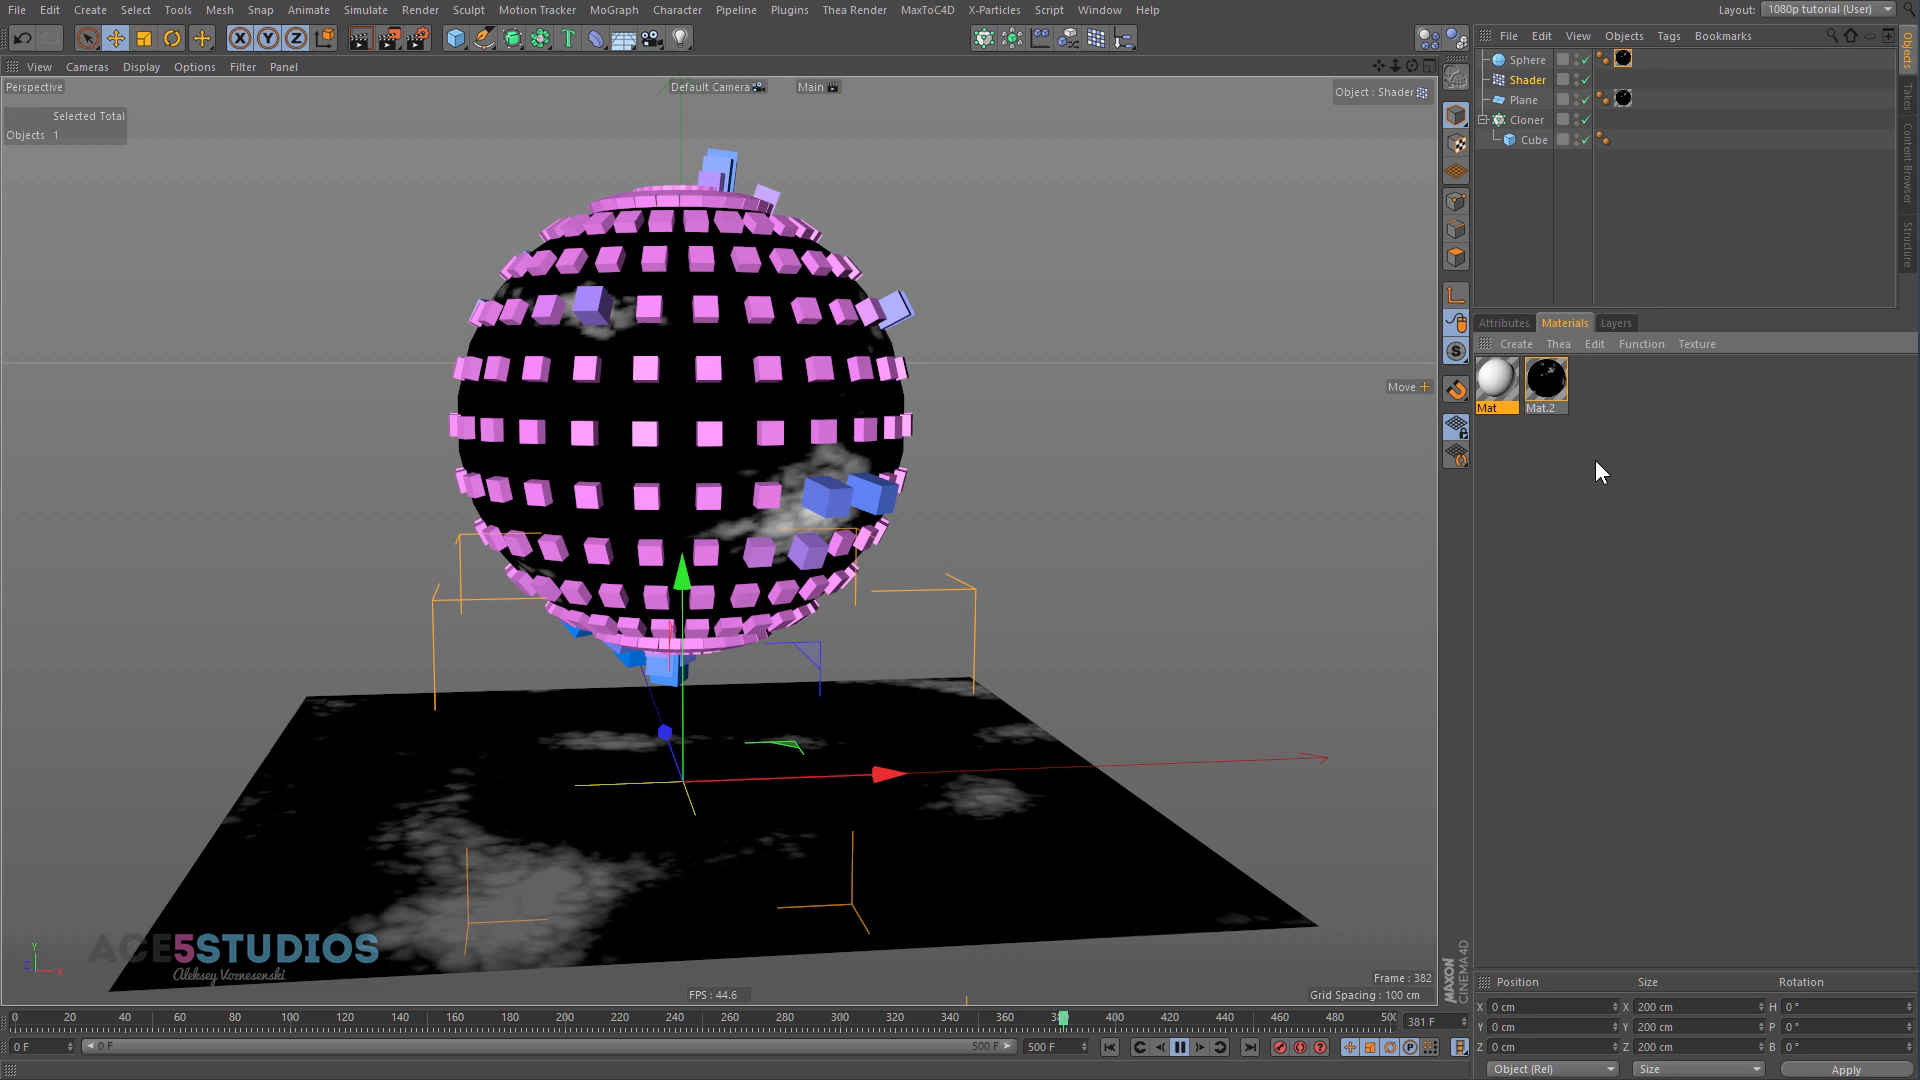 File Edit Create Select Tools Mesh Snap Animate Simulate Render Sculpt Motion Tracker MoGraph Character Pipeline Plugins Thea Render MaxToC4D X-Particles Script Window Help Layout: 1080p tutorial (User)
File Edit View Objects Tags Bookmarks
View Cameras Display Options Filter Panel
Perspective
Default Camera
Main
Object : Shader
Selected Total
Objects 1
Sphere
Shader
Plane
Cloner
Cube
Objects
Takes
Content Browser
Structure
Attributes Materials Layers
Create Thea Edit Function Texture
Mat
Mat.2
Move
ACE5STUDIOS
Aleksey Voznesenski
Y
Z
X
MAXON
CINEMA 4D
Frame : 382
FPS : 44.6
Grid Spacing : 100 cm
Position Size Rotation
X 0 cm X 200 cm H 0 °
Y 0 cm Y 200 cm P 0 °
Z 0 cm Z 200 cm B 0 °
Object (Rel) Size Apply
0 20 40 60 80 100 120 140 160 180 200 220 240 260 280 300 320 340 360 400 420 440 460 480 381 F
0 F 0 F 500 F 500 F